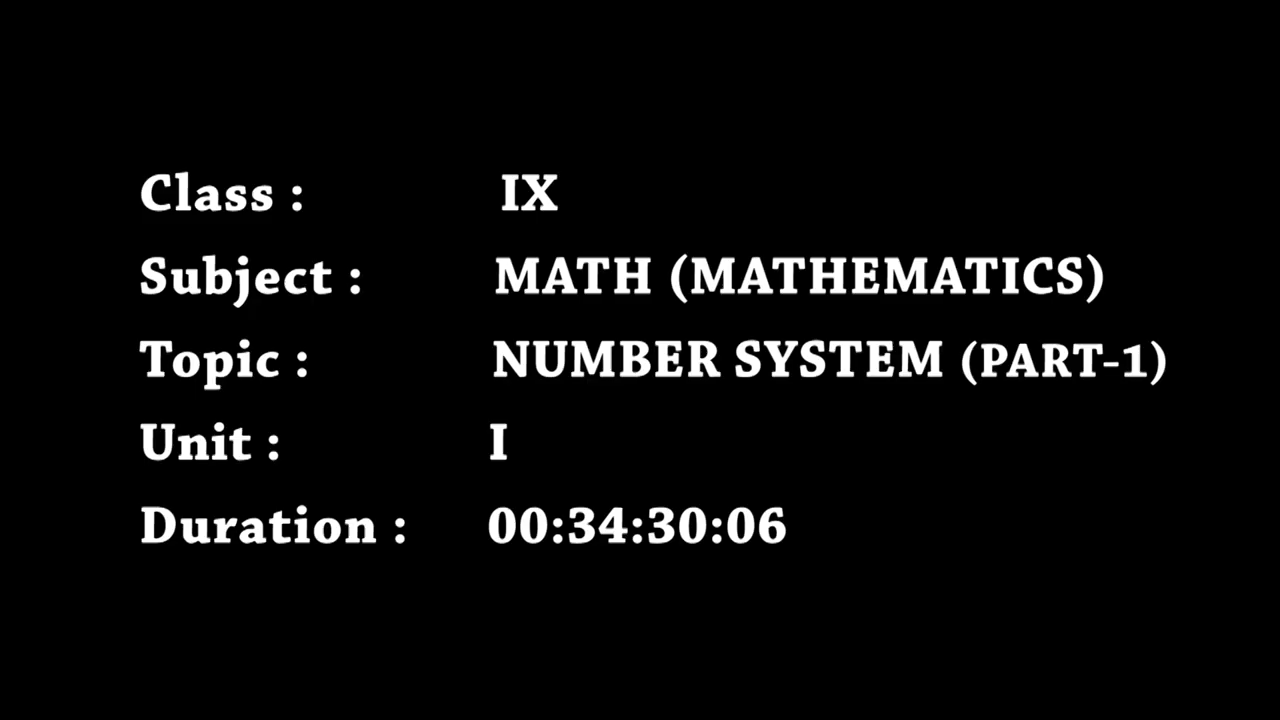 Class : IX
Subject : MATH (MATHEMATICS)
Topic : NUMBER SYSTEM (PART-1)
Unit : I
Duration : 00:34:30:06